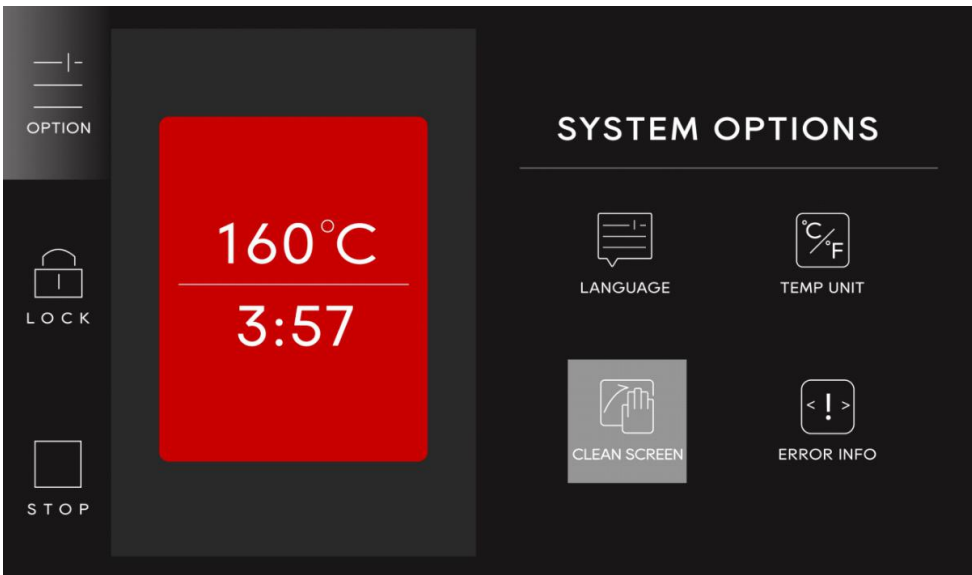 OPTION
LOCK
STOP
160°C
3:57
SYSTEM OPTIONS
LANGUAGE
TEMP UNIT
°C/°F
CLEAN SCREEN
ERROR INFO
<!>